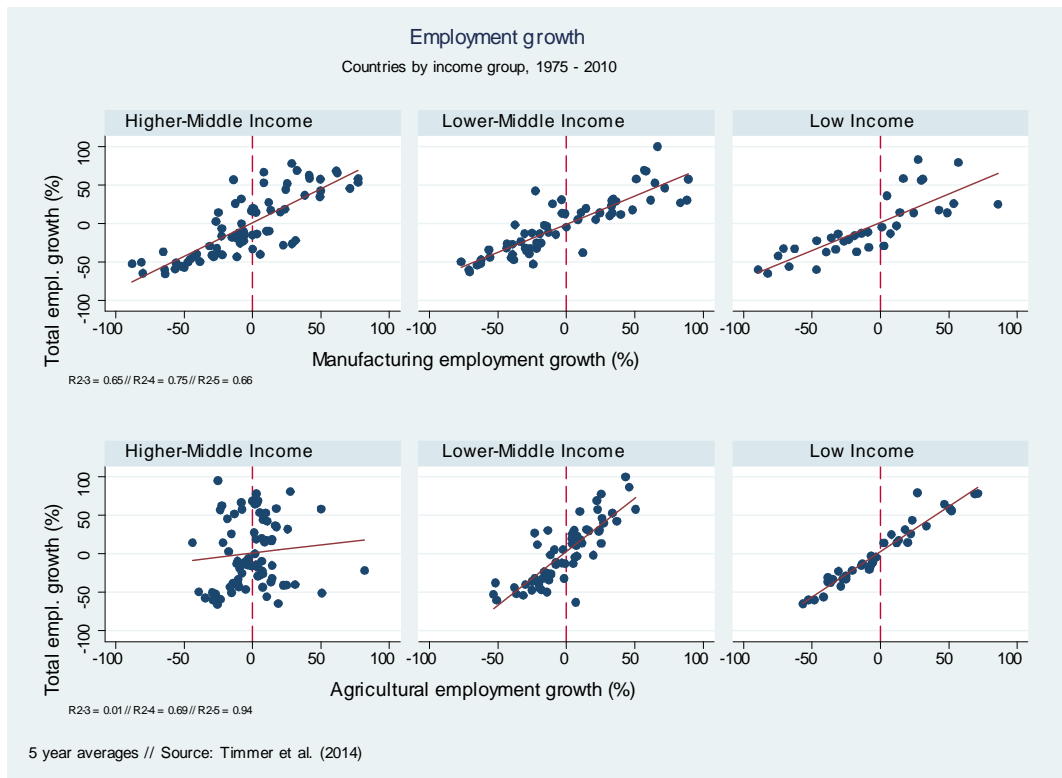 Employment growth
Countries by income group, 1975 - 2010
Higher-Middle Income
Lower-Middle Income
Low Income
Total empl. growth (%)
100
50
0
-50
-100
-100 -50 0 50 100
-100 -50 0 50 100
-100 -50 0 50 100
Manufacturing employment growth (%)
R2-3 = 0.65 // R2-4 = 0.75 // R2-5 = 0.66
Higher-Middle Income
Lower-Middle Income
Low Income
Total empl. growth (%)
100
50
0
-50
-100
-100 -50 0 50 100
-100 -50 0 50 100
-100 -50 0 50 100
Agricultural employment growth (%)
R2-3 = 0.01 // R2-4 = 0.69 // R2-5 = 0.94
5 year averages // Source: Timmer et al. (2014)